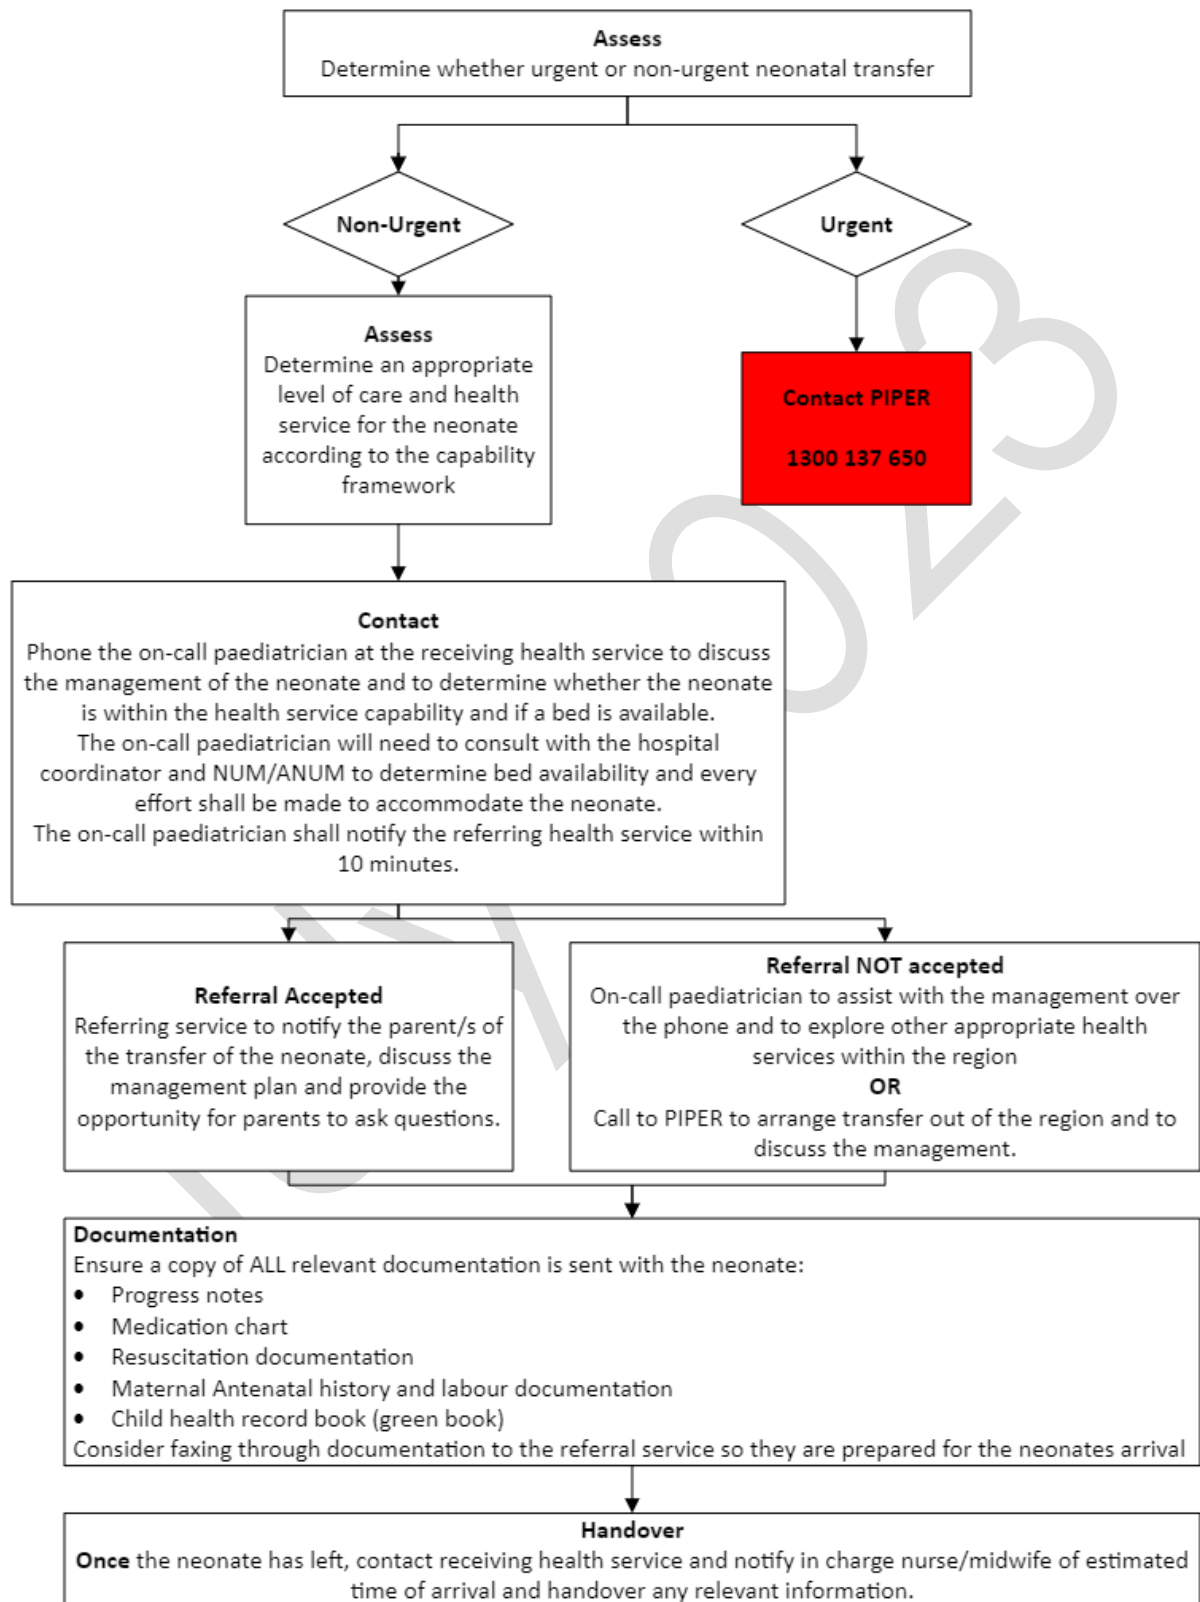 Assess
Determine whether urgent or non-urgent neonatal transfer
Non-Urgent
Urgent
Assess
Determine an appropriate
level of care and health
service for the neonate
according to the capability
framework
Contact PIPER
1300 137 650
Contact
Phone the on-call paediatrician at the receiving health service to discuss
the management of the neonate and to determine whether the neonate
is within the health service capability and if a bed is available.
The on-call paediatrician will need to consult with the hospital
coordinator and NUM/ANUM to determine bed availability and every
effort shall be made to accommodate the neonate.
The on-call paediatrician shall notify the referring health service within
10 minutes.
Referral Accepted
Referring service to notify the parent/s of
the transfer of the neonate, discuss the
management plan and provide the
opportunity for parents to ask questions.
Referral NOT accepted
On-call paediatrician to assist with the management over
the phone and to explore other appropriate health
services within the region
OR
Call to PIPER to arrange transfer out of the region and to
discuss the management.
Documentation
Ensure a copy of ALL relevant documentation is sent with the neonate:
• Progress notes
• Medication chart
• Resuscitation documentation
• Maternal Antenatal history and labour documentation
• Child health record book (green book)
Consider faxing through documentation to the referral service so they are prepared for the neonates arrival
Handover
Once the neonate has left, contact receiving health service and notify in charge nurse/midwife of estimated
time of arrival and handover any relevant information.